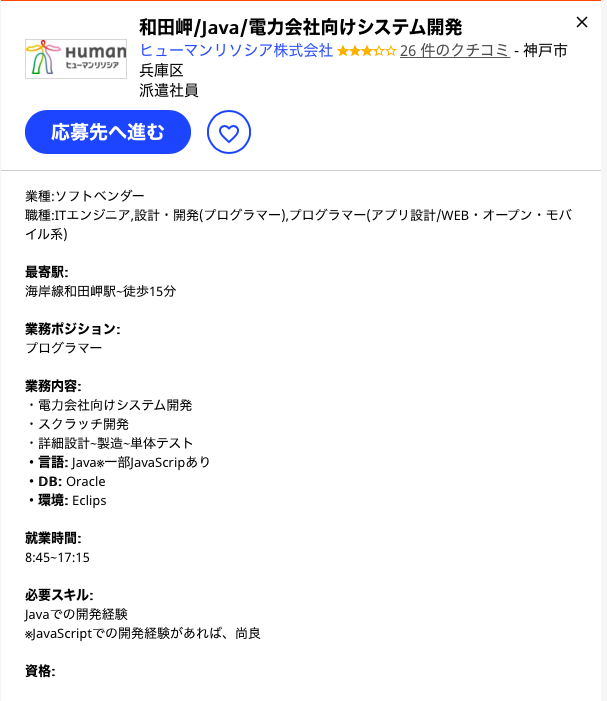 和田岬/Java/電力会社向けシステム開発
Human
ヒューマンリソシア
ヒューマンリソシア株式会社 ★★★☆☆ 26 件のクチコミ - 神戸市
兵庫区
派遣社員
応募先へ進む
業種:ソフトベンダー
職種:ITエンジニア,設計・開発(プログラマー),プログラマー(アプリ設計/WEB・オープン・モバ
イル系)
最寄駅:
海岸線和田岬駅~徒歩15分
業務ポジション:
プログラマー
業務内容:
・電力会社向けシステム開発
・スクラッチ開発
・詳細設計~製造~単体テスト
・言語: Java※一部JavaScripあり
・DB: Oracle
・環境: Eclips
就業時間:
8:45~17:15
必要スキル:
Javaでの開発経験
※JavaScriptでの開発経験があれば、尚良
資格: